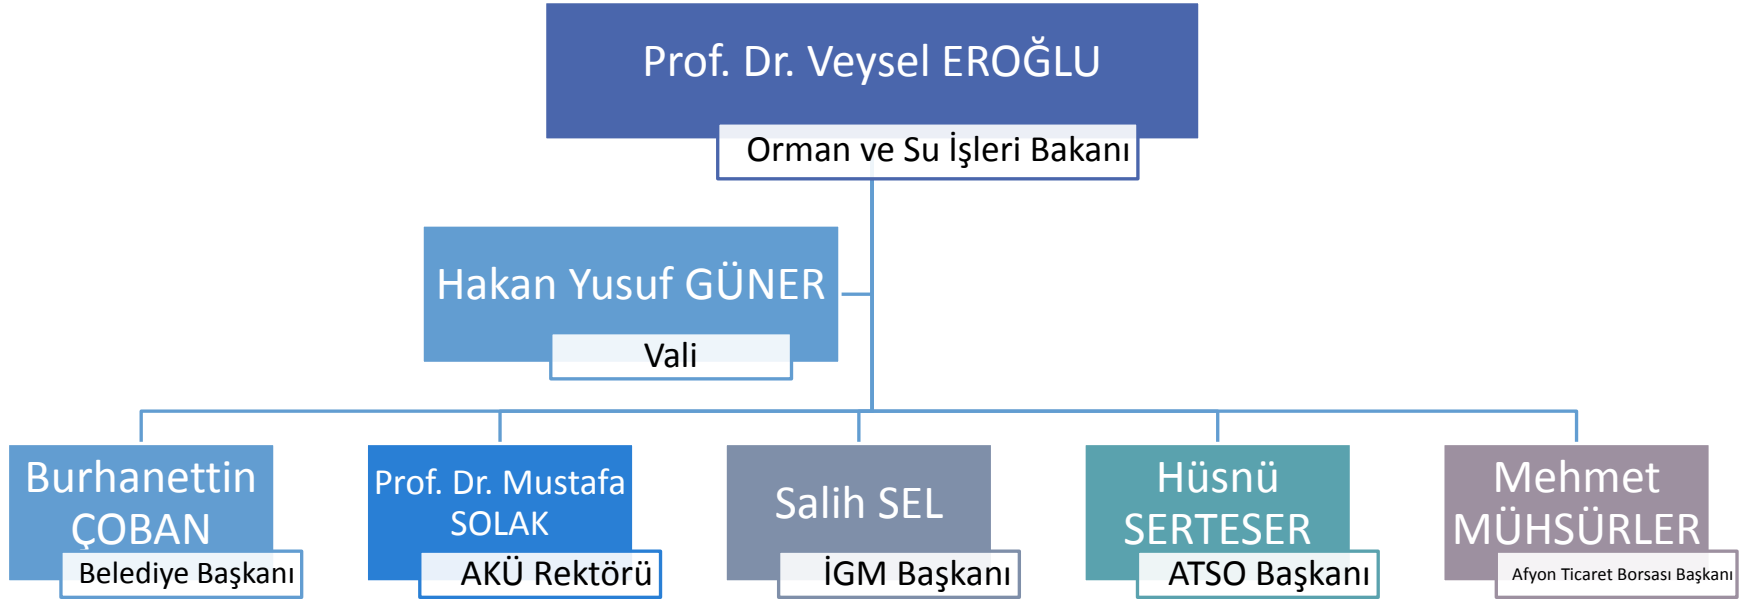 Prof. Dr. Veysel EROĞLU
Orman ve Su İşleri Bakanı
Hakan Yusuf GÜNER
Vali
Burhanettin
ÇOBAN
Belediye Başkanı
Prof. Dr. Mustafa
SOLAK
AKÜ Rektörü
Salih SEL
İGM Başkanı
Hüsnü
SERTESER
ATSO Başkanı
Mehmet
MÜHSÜRLER
Afyon Ticaret Borsası Başkanı